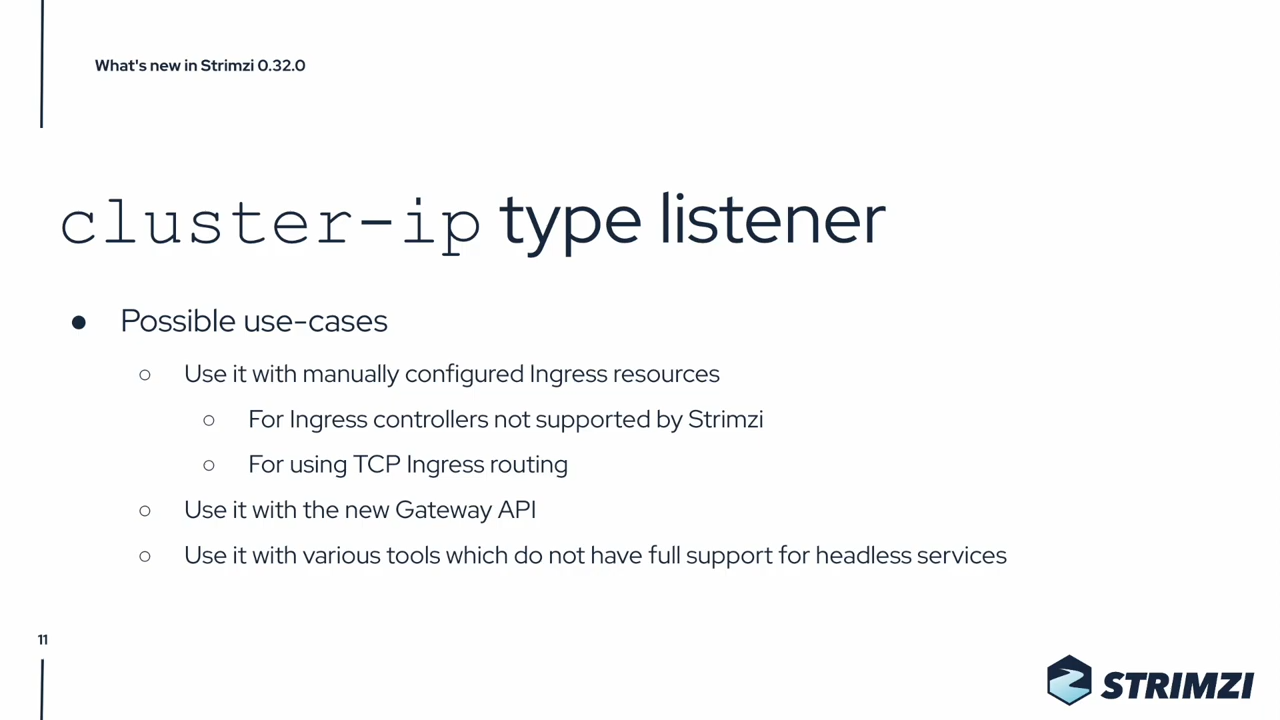 What's new in Strimzi 0.32.0
cluster-ip type listener
● Possible use-cases
○ Use it with manually configured Ingress resources
○ For Ingress controllers not supported by Strimzi
○ For using TCP Ingress routing
○ Use it with the new Gateway API
○ Use it with various tools which do not have full support for headless services
11
STRIMZI